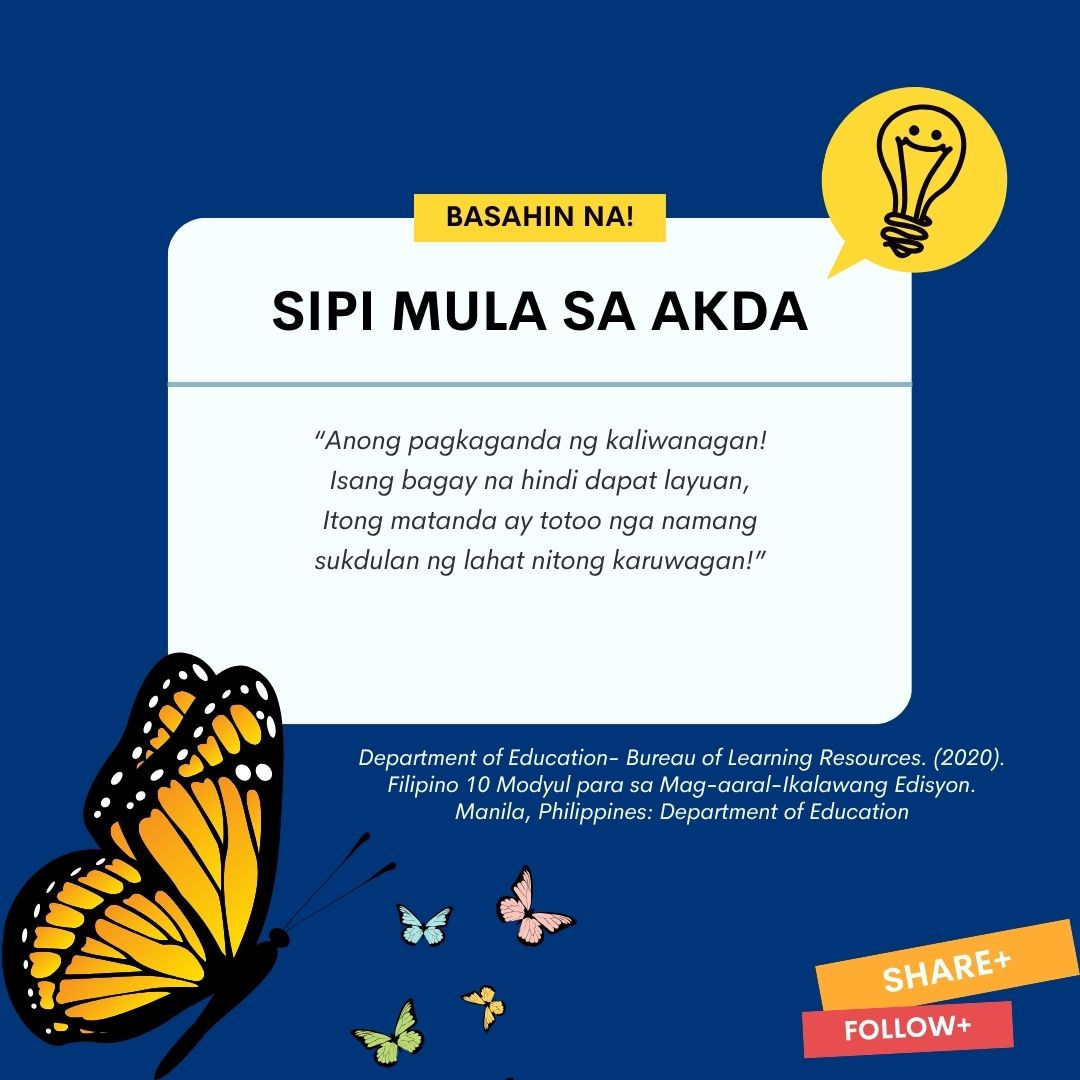 BASAHIN NA!
SIPI MULA SA AKDA
“Anong pagkaganda ng kaliwanagan!
Isang bagay na hindi dapat layuan,
Itong matanda ay totoo nga namang
sukdulan ng lahat nitong karuwagan!”
Department of Education- Bureau of Learning Resources. (2020).
Filipino 10 Modyul para sa Mag-aaral-Ikalawang Edisyon.
Manila, Philippines: Department of Education
SHARE+
FOLLOW+